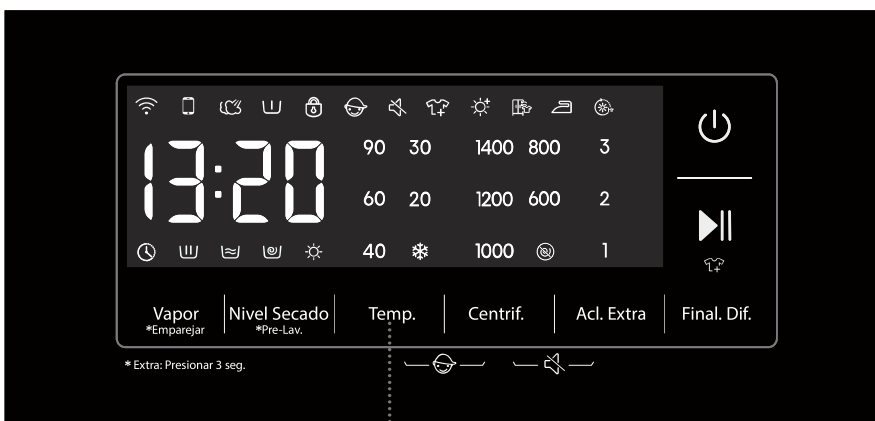 90 30 1400 800 3
13:20
60 20 1200 600 2
40 1000 1
Vapor Nivel Secado Temp. Centrif. Acl. Extra Final. Dif.
*Emparejar *Pre-Lav.
* Extra: Presionar 3 seg.